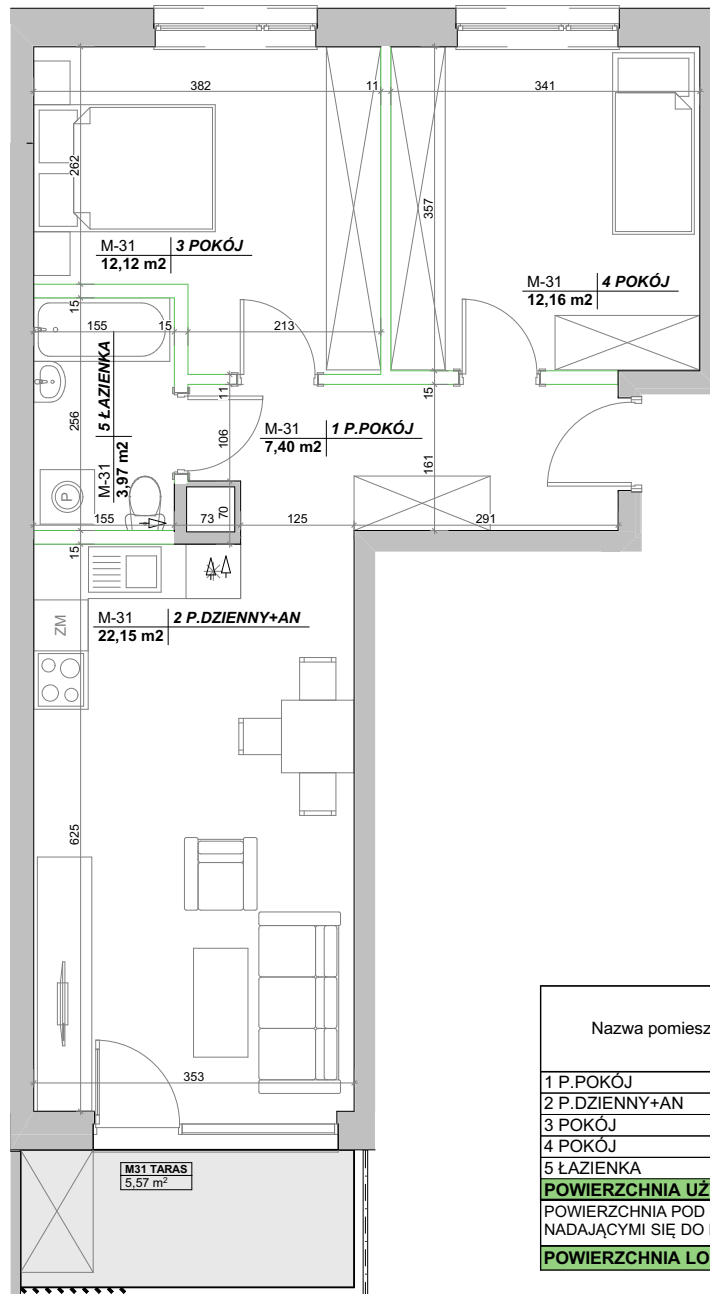 382
11
341
262
357
M-31 3 POKÓJ
12,12 m2
M-31 4 POKÓJ
12,16 m2
15
155
15
213
5 ŁAZIENKA
M-31
3,97 m2
256
11
15
106
M-31 1 P.POKÓJ
7,40 m2
161
P
155
73
70
125
291
15
M-31 2 P.DZIENNY+AN
22,15 m2
ZM
625
353
M31 TARAS
5,57 m²
Nazwa pomiesz
1 P.POKÓJ
2 P.DZIENNY+AN
3 POKÓJ
4 POKÓJ
5 ŁAZIENKA
POWIERZCHNIA UŻ
POWIERZCHNIA POD
NADAJĄCYMI SIĘ DO
POWIERZCHNIA LO